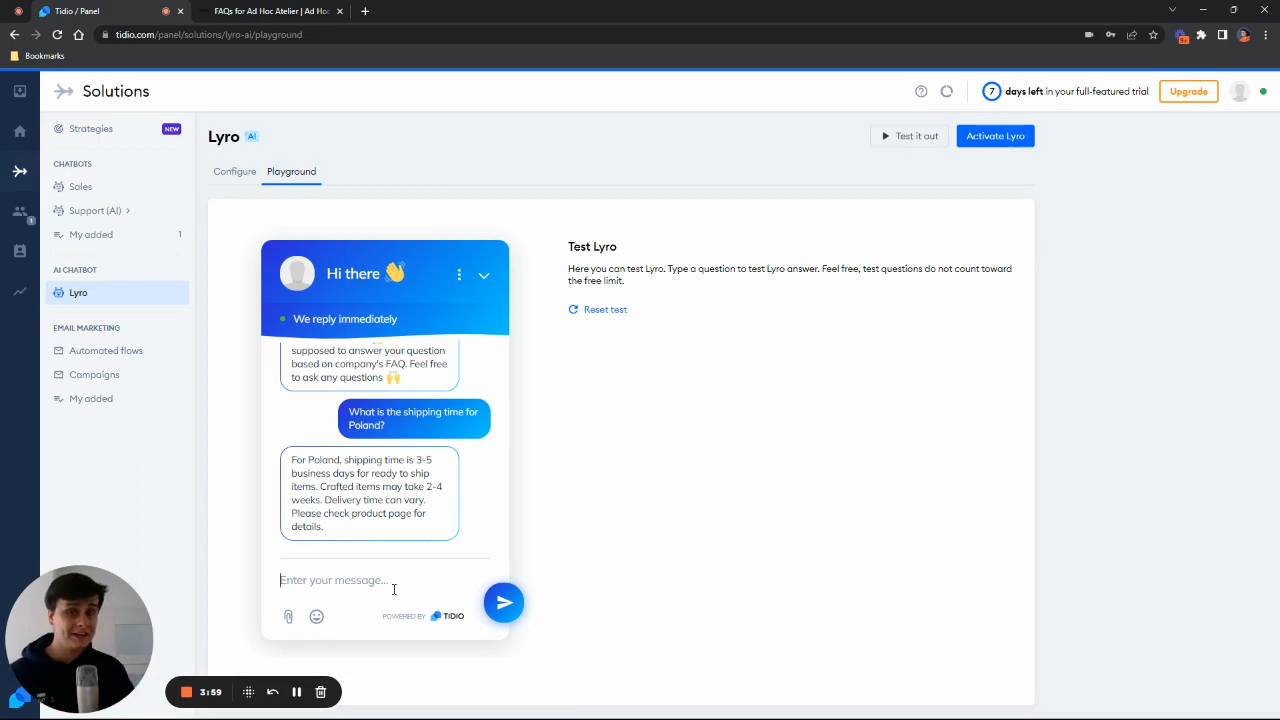 Tidio / Panel
FAQs for Ad Hoc Atelier | Ad Ho
tidio.com/panel/solutions/lyro-ai/playground
9+
Bookmarks
Solutions
7 days left in your full-featured trial
Upgrade
Strategies NEW
CHATBOTS
Sales
Support (AI)
My added 1
AI CHATBOT
Lyro
EMAIL MARKETING
Automated flows
Campaigns
My added
1
Lyro AI
Test it out
Activate Lyro
Configure Playground
Hi there
We reply immediately
supposed to answer your question
based on company's FAQ. Feel free
to ask any questions
What is the shipping time for
Poland?
For Poland, shipping time is 3-5
business days for ready to ship
items. Crafted items may take 2-4
weeks. Delivery time can vary.
Please check product page for
details.
Enter your message...
POWERED BY TIDIO
Test Lyro
Here you can test Lyro. Type a question to test Lyro answer. Feel free, test questions do not count toward
the free limit.
Reset test
3:59